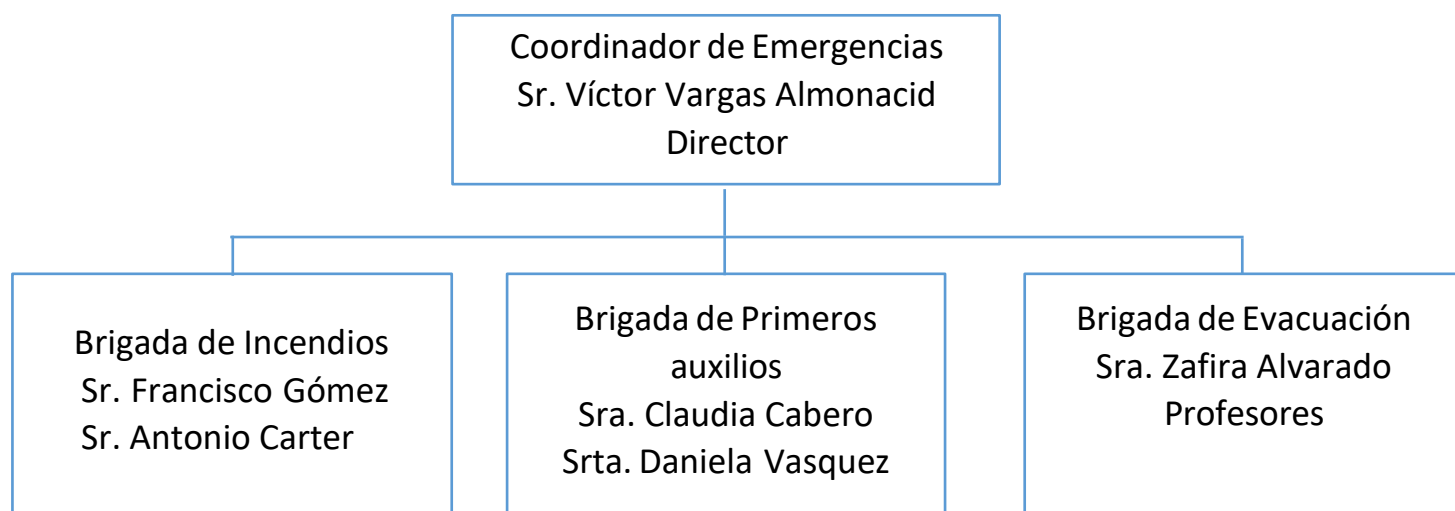 Coordinador de Emergencias
Sr. Víctor Vargas Almonacid
Director
Brigada de Incendios
Sr. Francisco Gómez
Sr. Antonio Carter
Brigada de Primeros
auxilios
Sra. Claudia Cabero
Srta. Daniela Vasquez
Brigada de Evacuación
Sra. Zafira Alvarado
Profesores